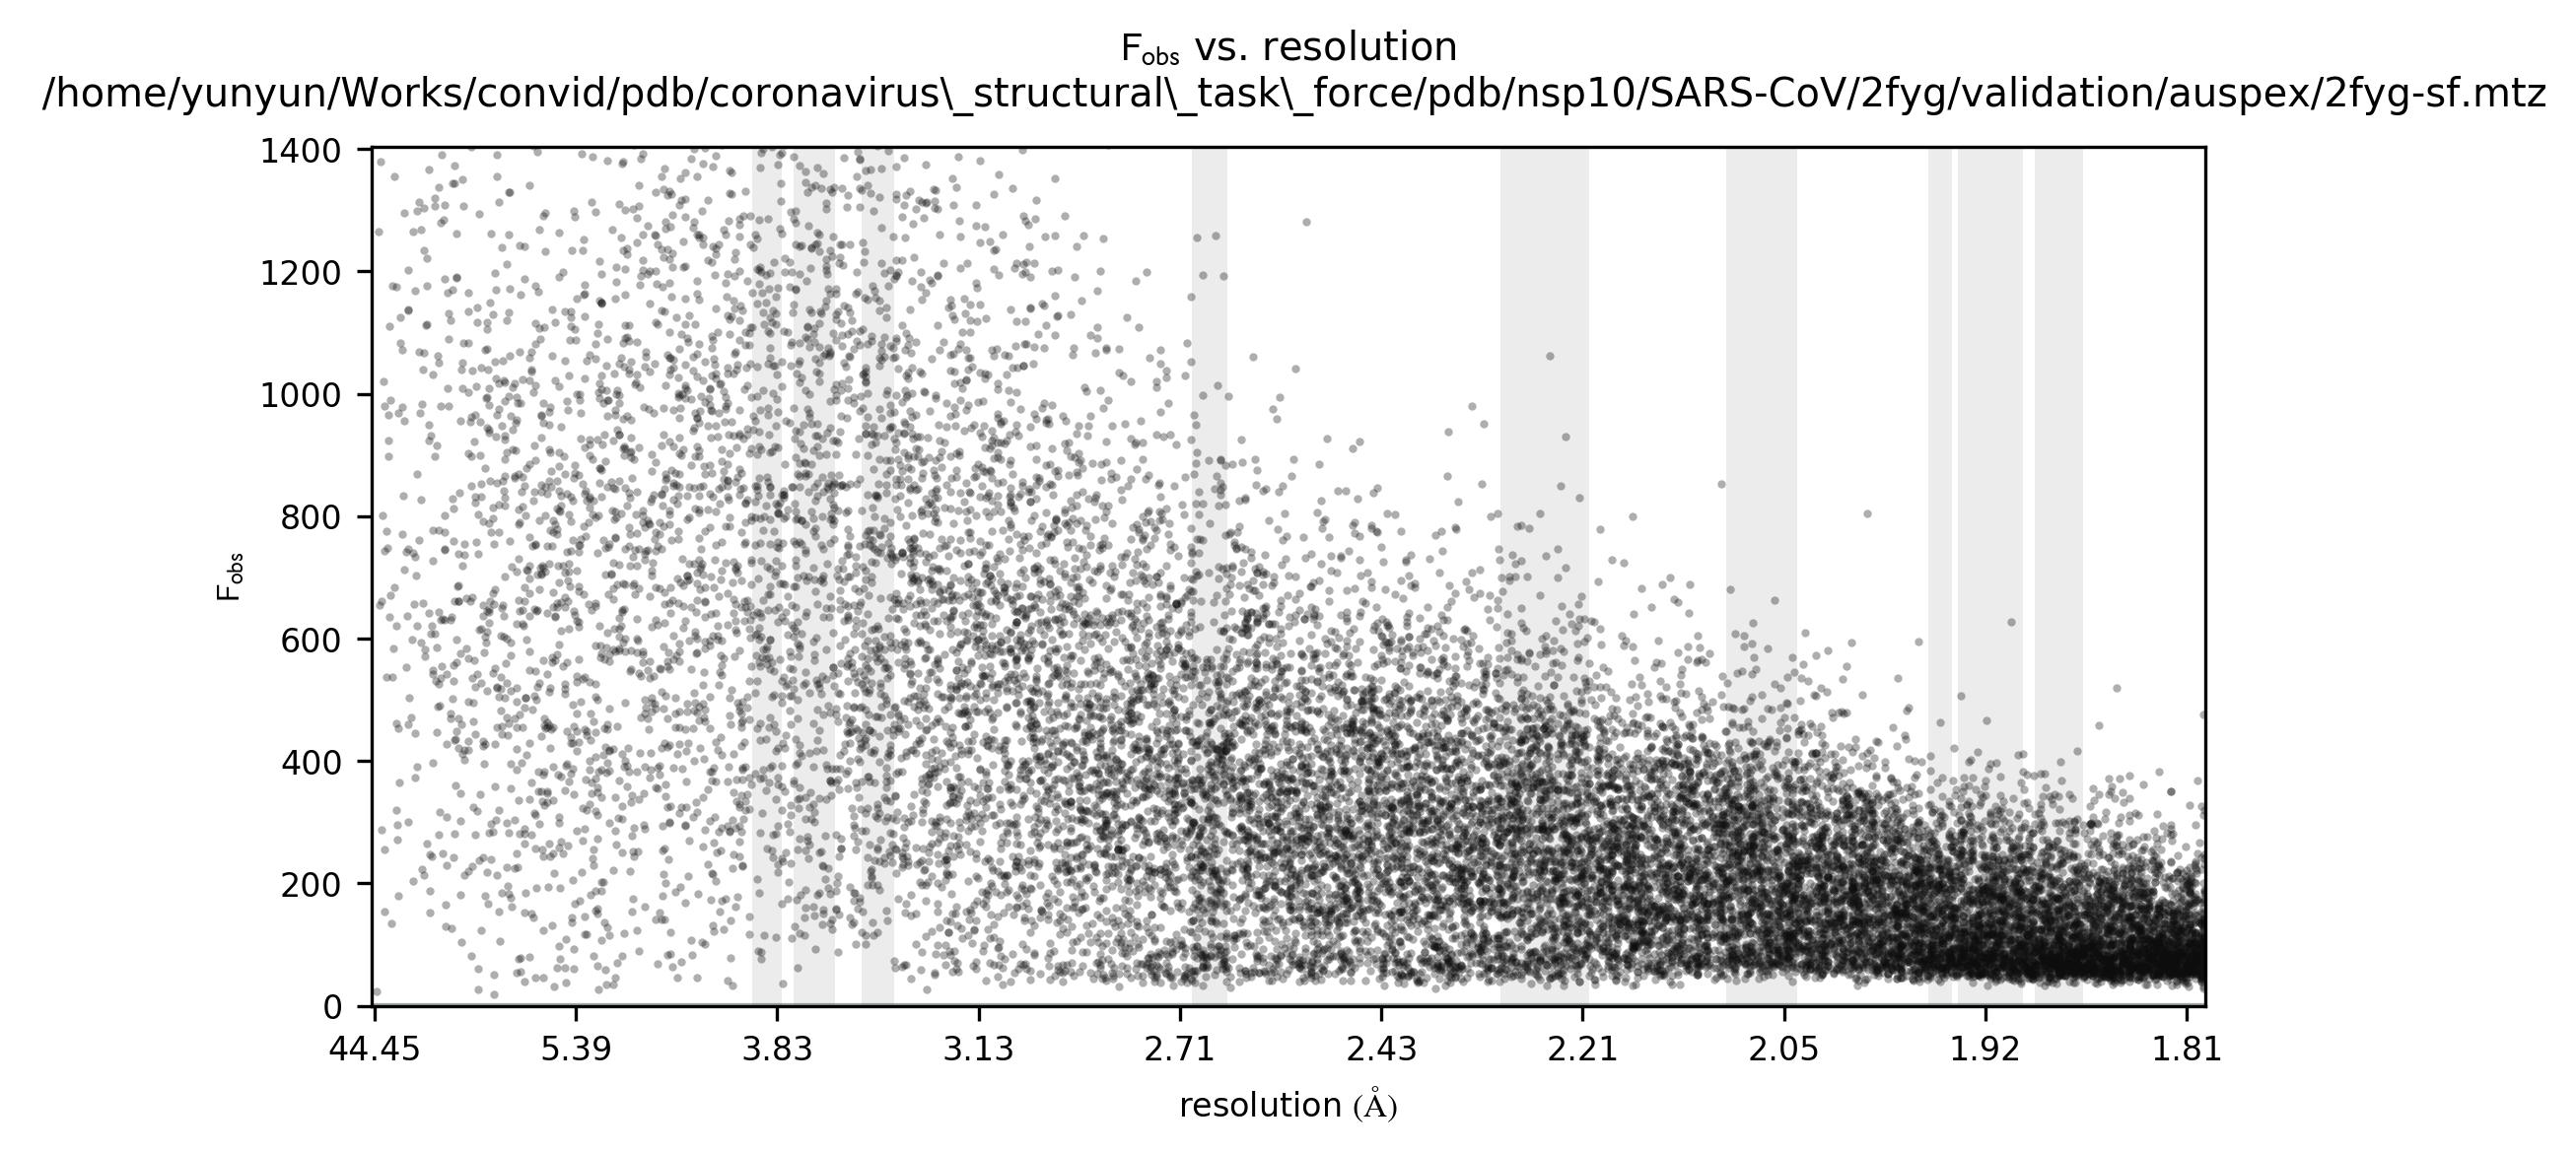 Fobs vs. resolution
/home/yunyun/Works/convid/pdb/coronavirus\_structural\_task\_force/pdb/nsp10/SARS-CoV/2fyg/validation/auspex/2fyg-sf.mtz
1400
1200
1000
800
600
400
200
0
Fobs
44.45 5.39 3.83 3.13 2.71 2.43 2.21 2.05 1.92 1.81
resolution (Å)